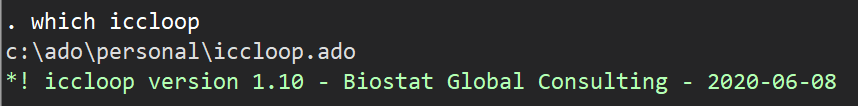 . which iccloop
c:\ado\personal\iccloop.ado
*! iccloop version 1.10 - Biostat Global Consulting - 2020-06-08